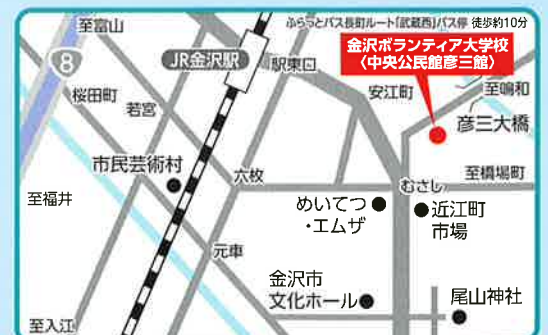 至富山
ふらっとバス長町ルート「武蔵西」バス停 徒歩約10分
金沢ボランティア大学校
〈中央公民館彦三館〉
8
JR金沢駅
駅東口
安江町
至鳴和
桜田町
若宮
彦三大橋
市民芸術村
六枚
至橋場町
むさし
至福井
めいてつ
・エムザ
近江町
市場
元車
金沢市
文化ホール
尾山神社
至入江